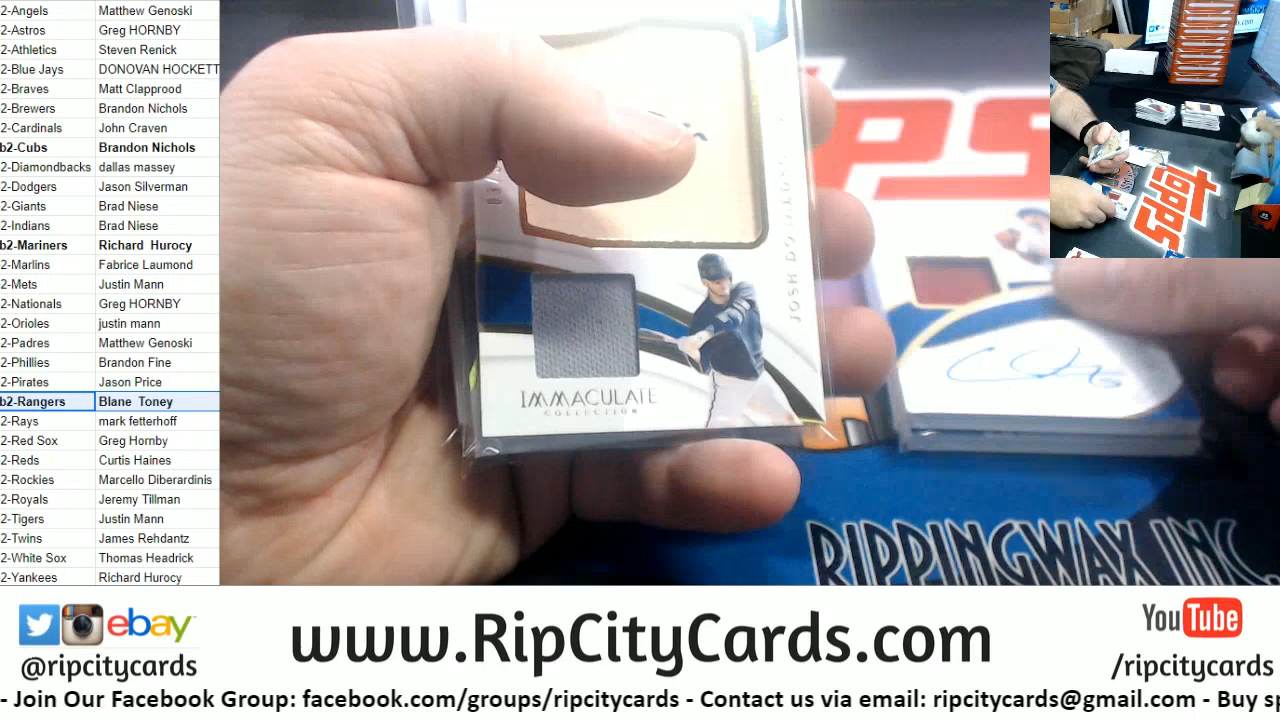 2-Angels Matthew Genoski
2-Astros Greg HORNBY
2-Athletics Steven Renick
2-Blue Jays DONOVAN HOCKETT
2-Braves Matt Clapprood
2-Brewers Brandon Nichols
2-Cardinals John Craven
b2-Cubs Brandon Nichols
2-Diamondbacks dallas massey
2-Dodgers Jason Silverman
2-Giants Brad Niese
2-Indians Brad Niese
b2-Mariners Richard Hurocy
2-Marlins Fabrice Laumond
2-Mets Justin Mann
2-Nationals Greg HORNBY
2-Orioles justin mann
2-Padres Matthew Genoski
2-Phillies Brandon Fine
2-Pirates Jason Price
b2-Rangers Blane Toney
2-Rays mark fetterhoff
2-Red Sox Greg Hornby
2-Reds Curtis Haines
2-Rockies Marcello Diberardinis
2-Royals Jeremy Tillman
2-Tigers Justin Mann
2-Twins James Rehdantz
2-White Sox Thomas Headrick
2-Yankees Richard Hurocy
IMMACULATE
COLLECTION
JOSH DONALDSON
PS
Topps
RIPPINGWAX INC.
ebay
@ripcitycards
www.RipCityCards.com
YouTube
/ripcitycards
- Join Our Facebook Group: facebook.com/groups/ripcitycards - Contact us via email: ripcitycards@gmail.com - Buy sp